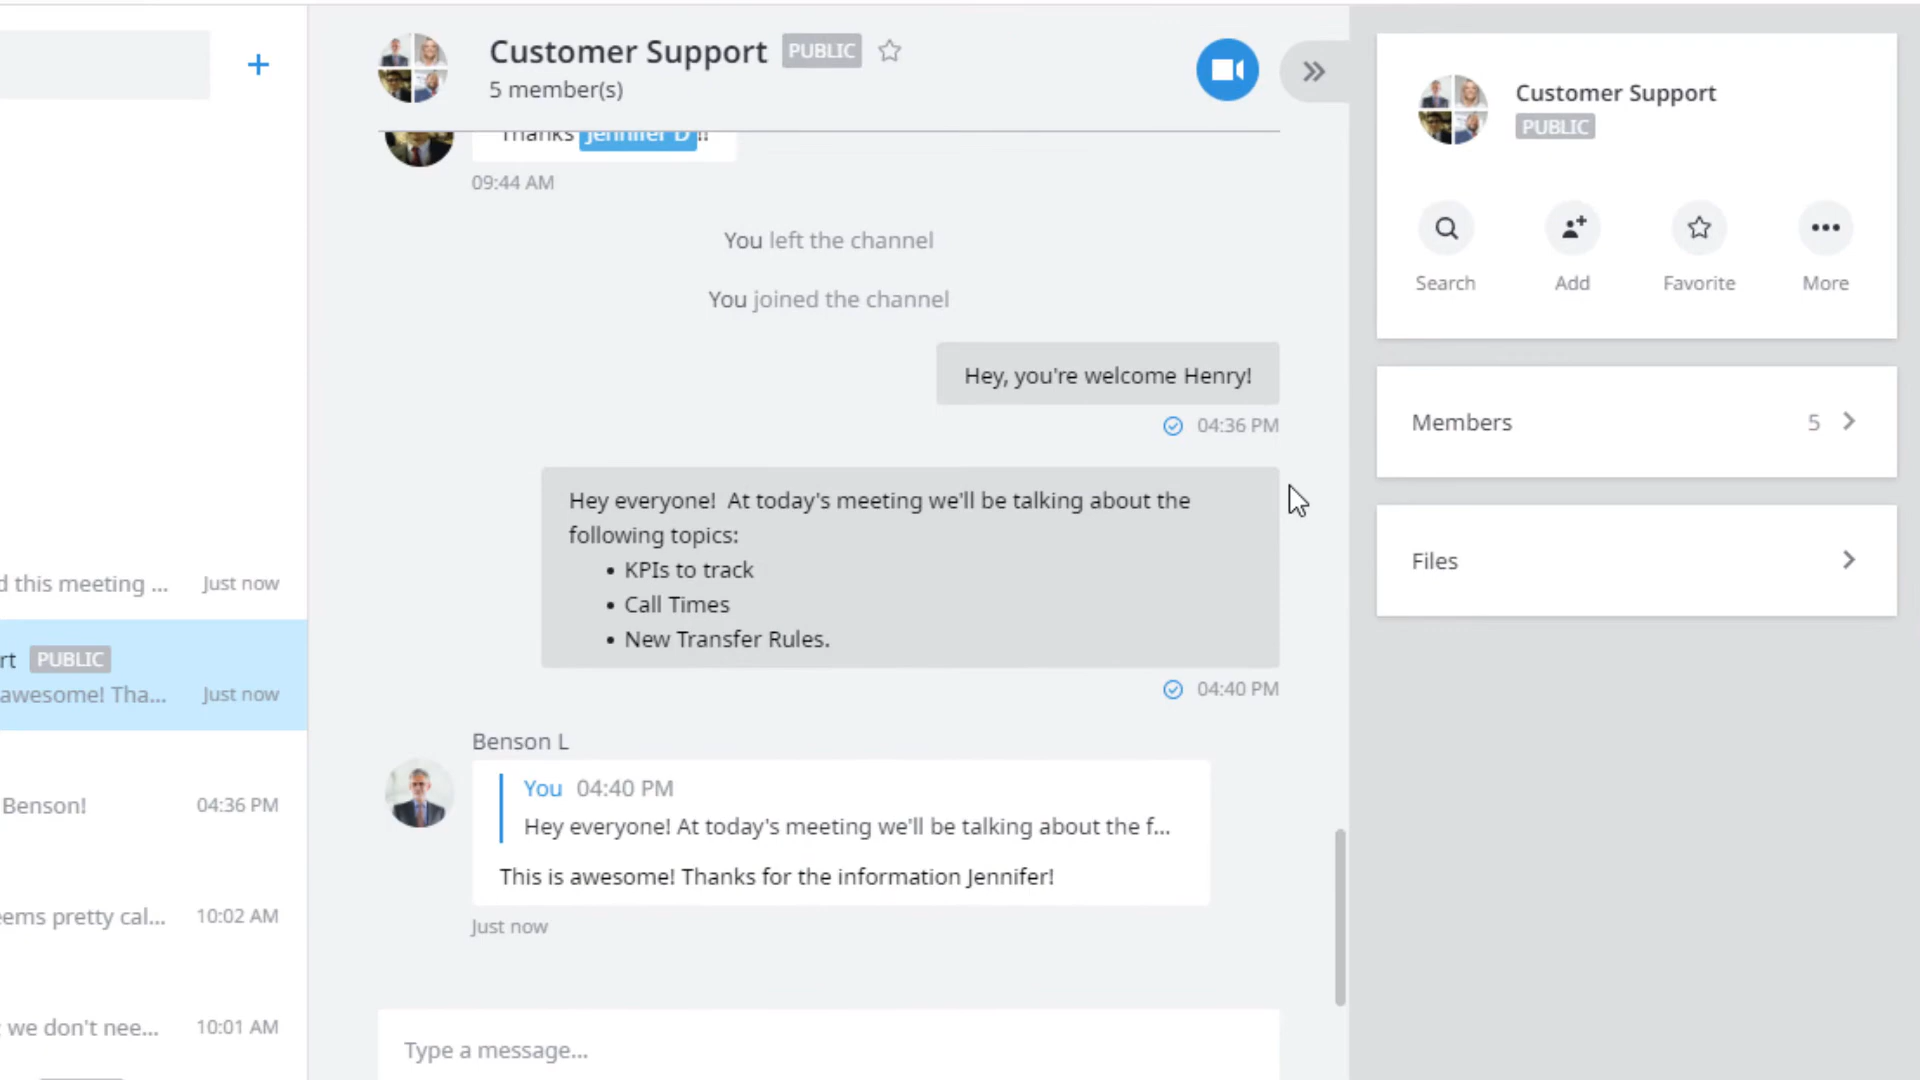 Customer Support PUBLIC
5 member(s)
Thanks Jennifer D !!
09:44 AM
You left the channel
You joined the channel
Hey, you're welcome Henry!
04:36 PM
Hey everyone!  At today's meeting we'll be talking about the
following topics:
• KPIs to track
• Call Times
• New Transfer Rules.
04:40 PM
Benson L
You 04:40 PM
Hey everyone! At today's meeting we'll be talking about the f...
This is awesome! Thanks for the information Jennifer!
Just now
Type a message...
d this meeting ... Just now
rt PUBLIC
awesome! Tha... Just now
Benson! 04:36 PM
eems pretty cal... 10:02 AM
we don't nee... 10:01 AM
Customer Support
PUBLIC
Search Add Favorite More
Members 5
Files